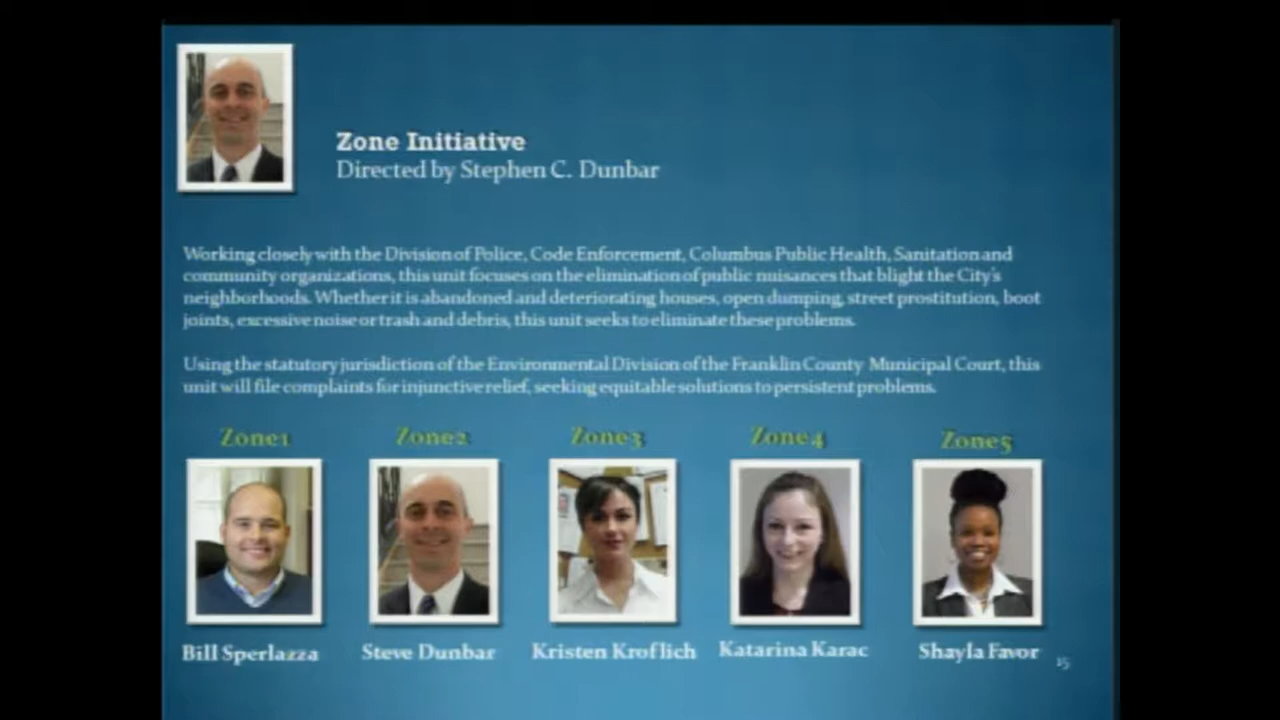 Zone Initiative
Directed by Stephen C. Dunbar
Working closely with the Division of Police, Code Enforcement, Columbus Public Health, Sanitation and
community organizations, this unit focuses on the elimination of public nuisances that blight the City's
neighborhoods. Whether it is abandoned and deteriorating houses, open dumping, street prostitution, boot
joints, excessive noise or trash and debris, this unit seeks to eliminate these problems.
Using the statutory jurisdiction of the Environmental Division of the Franklin County Municipal Court, this
unit will file complaints for injunctive relief, seeking equitable solutions to persistent problems.
Zone1 Zone2 Zone3 Zone4 Zone5
Bill Sperlazza Steve Dunbar Kristen Kroflich Katarina Karac Shayla Favor
15